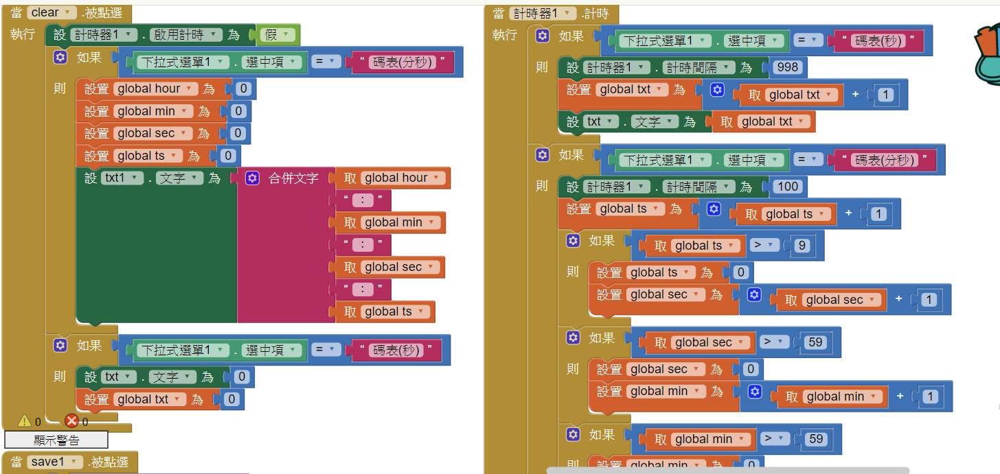 當 clear .被點選
執行 設 計時器1 . 啟用計時 為 假
如果 下拉式選單1 . 選中項 = “ 碼表(分秒) ”
則 設置 global hour 為 0
設置 global min 為 0
設置 global sec 為 0
設置 global ts 為 0
設 txt1 . 文字 為 合併文字 取 global hour
“ : ”
取 global min
“ : ”
取 global sec
“ : ”
取 global ts
如果 下拉式選單1 . 選中項 = “ 碼表(秒) ”
則 設 txt . 文字 為 0
設置 global txt 為 0
0 0
顯示警告
當 save1 .被點選
當 計時器1 .計時
執行 如果 下拉式選單1 . 選中項 = “ 碼表(秒) ”
則 設 計時器1 . 計時間隔 為 998
設置 global txt 為 取 global txt + 1
設 txt . 文字 為 取 global txt
如果 下拉式選單1 . 選中項 = “ 碼表(分秒) ”
則 設 計時器1 . 計時間隔 為 100
設置 global ts 為 取 global ts + 1
如果 取 global ts > 9
則 設置 global ts 為 0
設置 global sec 為 取 global sec + 1
如果 取 global sec > 59
則 設置 global sec 為 0
設置 global min 為 取 global min + 1
如果 取 global min > 59
則 設置 global min 為 0